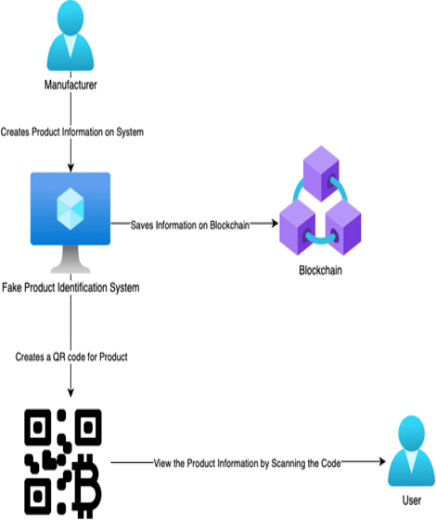 Manufacturer
Creates Product Information on System
Saves Information on Blockchain
Blockchain
Fake Product Identification System
Creates a QR code for Product
View the Product Information by Scanning the Code
User